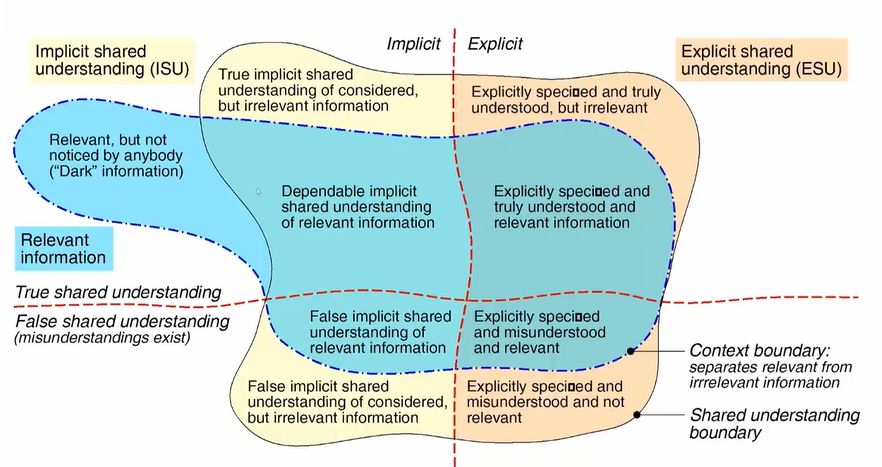 Implicit shared
understanding (ISU)
Implicit
Explicit
Explicit shared
understanding (ESU)
True implicit shared
understanding of considered,
but irrelevant information
Explicitly speci▯ed and truly
understood, but irrelevant
Relevant, but not
noticed by anybody
(“Dark” information)
Dependable implicit
shared understanding
of relevant information
Explicitly speci▯ed and
truly understood and
relevant information
Relevant
information
True shared understanding
False shared understanding
(misunderstandings exist)
False implicit shared
understanding of
relevant information
Explicitly speci▯ed
and misunderstood
and relevant
Context boundary:
separates relevant from
irrrelevant information
False implicit shared
understanding of considered,
but irrelevant information
Explicitly speci▯ed and
misunderstood and not
relevant
Shared understanding
boundary